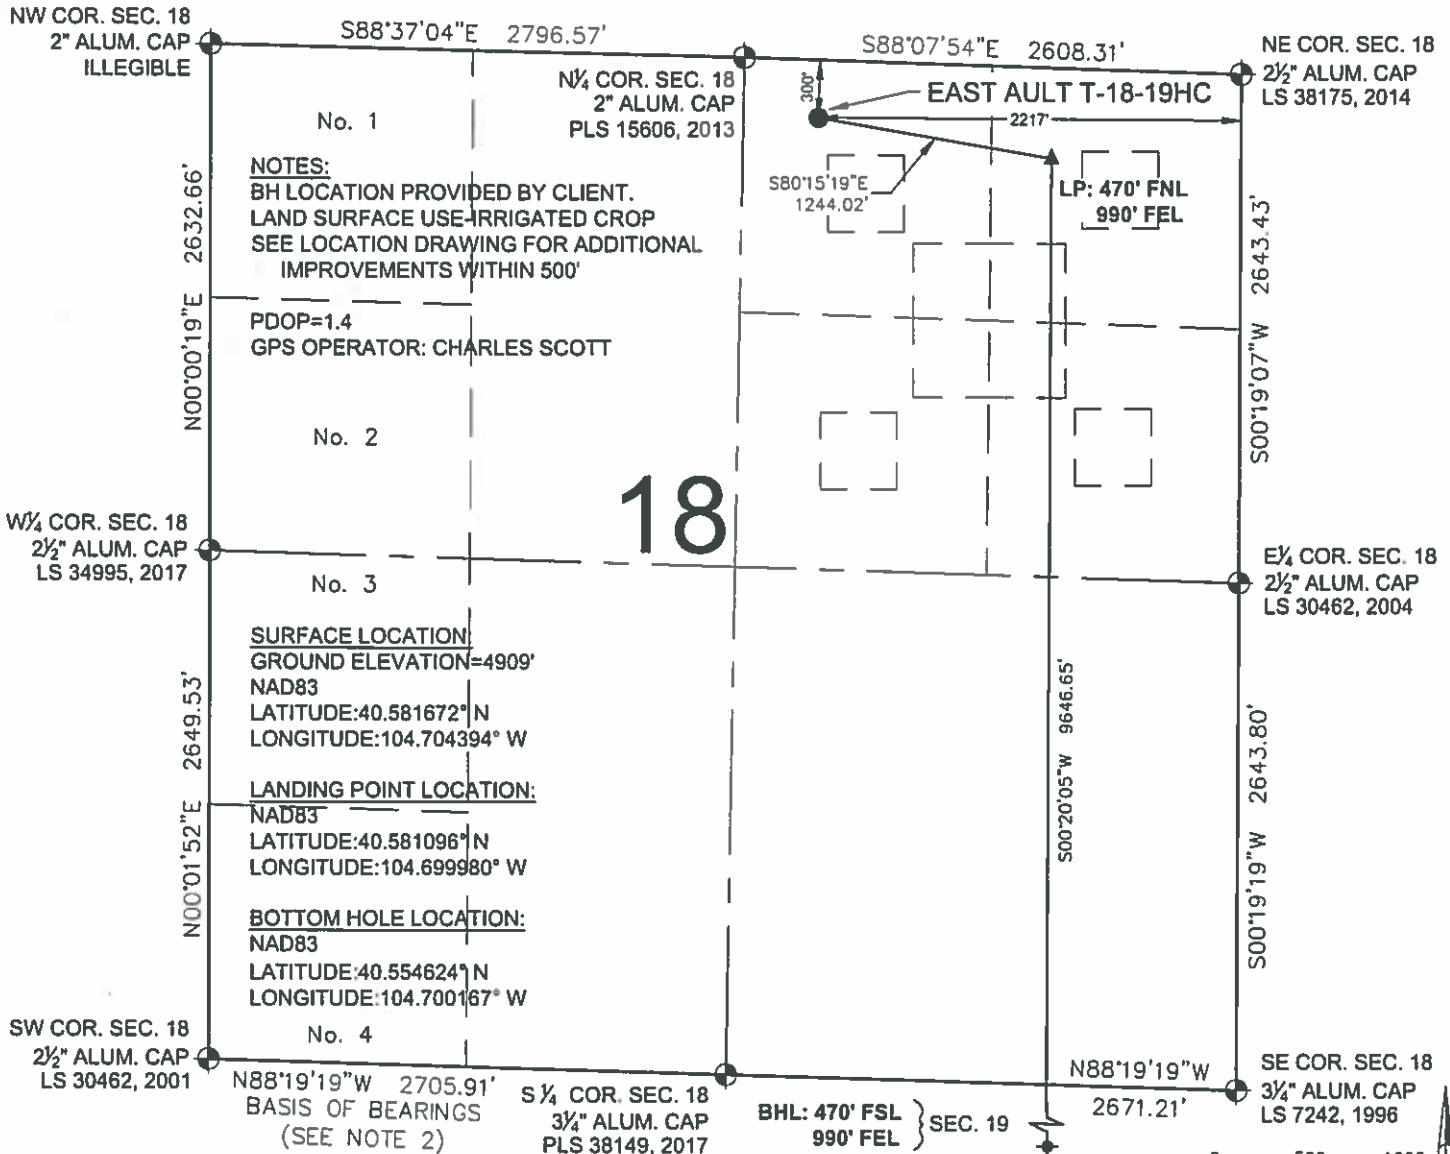 NW COR. SEC. 18
2" ALUM. CAP
ILLEGIBLE
S88°37'04"E 2796.57'
N¼ COR. SEC. 18
2" ALUM. CAP
PLS 15606, 2013
S88°07'54"E 2608.31'
NE COR. SEC. 18
2½" ALUM. CAP
LS 38175, 2014
300'
EAST AULT T-18-19HC
2217'
S80°15'19"E
1244.02'
LP: 470' FNL
990' FEL
No. 1
NOTES:
BH LOCATION PROVIDED BY CLIENT.
LAND SURFACE USE-IRRIGATED CROP
SEE LOCATION DRAWING FOR ADDITIONAL
IMPROVEMENTS WITHIN 500'
PDOP=1.4
GPS OPERATOR: CHARLES SCOTT
N00°00'19"E 2632.66'
S00°19'07"W 2643.43'
No. 2
18
W¼ COR. SEC. 18
2½" ALUM. CAP
LS 34995, 2017
E¼ COR. SEC. 18
2½" ALUM. CAP
LS 30462, 2004
No. 3
SURFACE LOCATION
GROUND ELEVATION=4909'
NAD83
LATITUDE:40.581672° N
LONGITUDE:104.704394° W
LANDING POINT LOCATION:
NAD83
LATITUDE:40.581096° N
LONGITUDE:104.699980° W
BOTTOM HOLE LOCATION:
NAD83
LATITUDE:40.554624° N
LONGITUDE:104.700167° W
N00°01'52"E 2649.53'
S00°20'05"W 9646.65'
S00°19'19"W 2643.80'
No. 4
SW COR. SEC. 18
2½" ALUM. CAP
LS 30462, 2001
N88°19'19"W 2705.91'
BASIS OF BEARINGS
(SEE NOTE 2)
S ¼ COR. SEC. 18
3¼" ALUM. CAP
PLS 38149, 2017
BHL: 470' FSL
990' FEL
SEC. 19
N88°19'19"W
2671.21'
SE COR. SEC. 18
3¼" ALUM. CAP
LS 7242, 1996